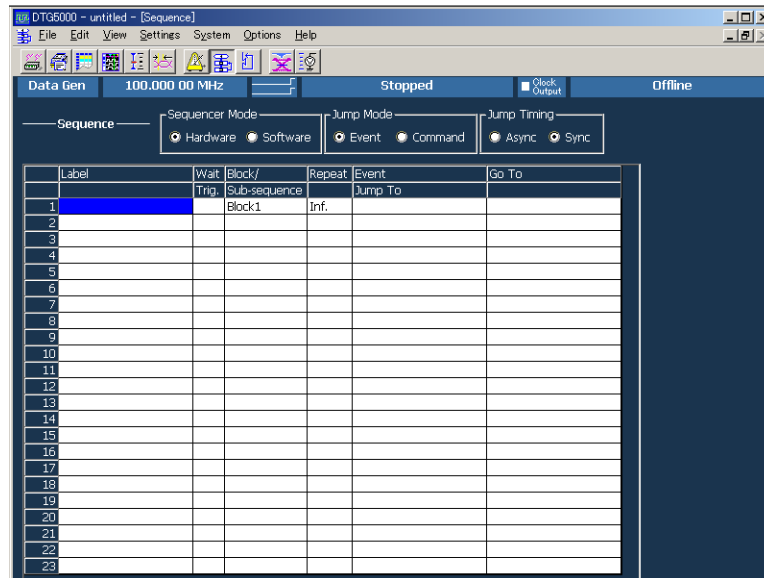 DTG5000 - untitled - [Sequence]
File Edit View Settings System Options Help
Data Gen 100.000 00 MHz Stopped Clock Output Offline
Sequence Sequencer Mode Jump Mode Jump Timing
Hardware Software Event Command Async Sync
Label Wait Block/ Repeat Event Go To
Trig. Sub-sequence Jump To
1 Block1 Inf.
2
3
4
5
6
7
8
9
10
11
12
13
14
15
16
17
18
19
20
21
22
23